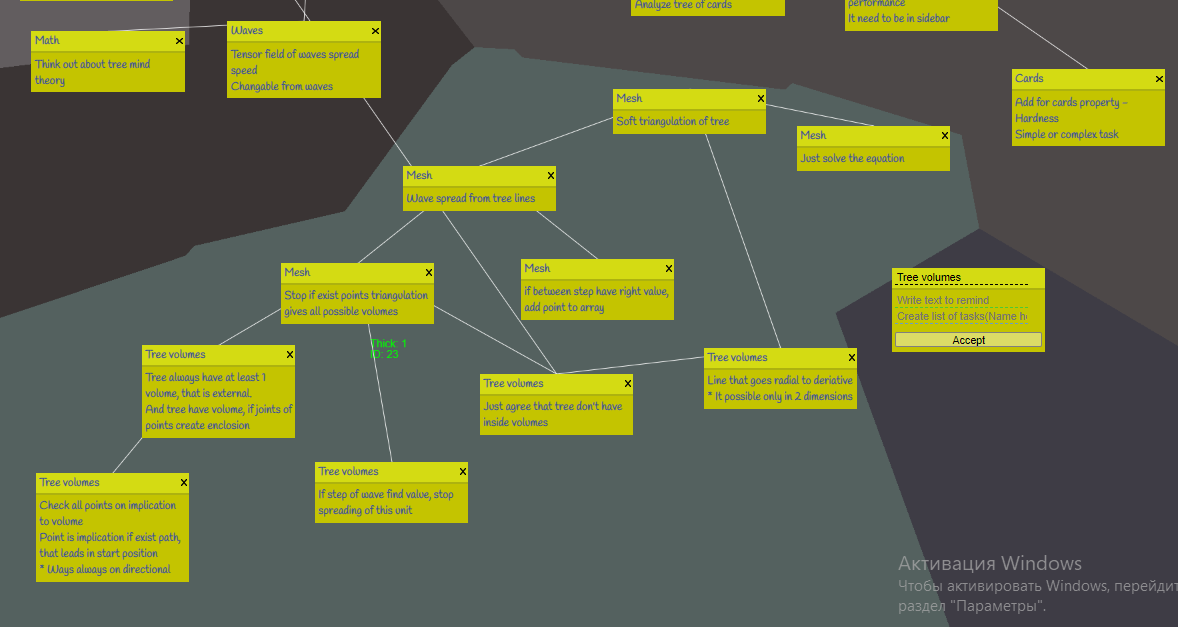 Analyze tree of cards
performance
It need to be in sidebar
Math
x
Think out about tree mind
theory
Waves
x
Tensor field of waves spread
speed
Changable from waves
Cards
x
Add for cards property -
Hardness
Simple or complex task
Mesh
x
Soft triangulation of tree
Mesh
x
Just solve the equation
Mesh
x
Wave spread from tree lines
Mesh
x
Stop if exist points triangulation
gives all possible volumes
Mesh
x
if between step have right value,
add point to array
Tree volumes
Write text to remind
Create list of tasks(Name h
Accept
Thick: 1
ID: 23
Tree volumes
x
Tree always have at least 1
volume, that is external.
And tree have volume, if joints of
points create enclosion
Tree volumes
x
Just agree that tree don't have
inside volumes
Tree volumes
x
Line that goes radial to deriative
* It possible only in 2 dimensions
Tree volumes
x
Check all points on implication
to volume
Point is implication if exist path,
that leads in start position
* Ways always on directional
Tree volumes
x
If step of wave find value, stop
spreading of this unit
Активация Windows
Чтобы активировать Windows, перейдит
раздел "Параметры".